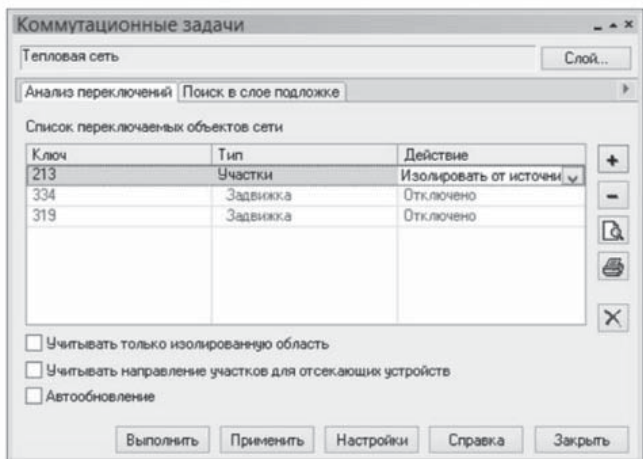 Коммутационные задачи
Тепловая сеть
Слой...
Анализ переключений Поиск в слое подложке
Список переключаемых объектов сети
Ключ Тип Действие
213 Участки Изолировать от источни
334 Задвижка Отключено
319 Задвижка Отключено
Учитывать только изолированную область
Учитывать направление участков для отсекающих устройств
Автообновление
Выполнить Применить Настройки Справка Закрыть